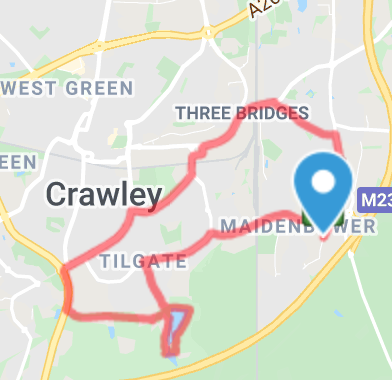 A26
WEST GREEN
THREE BRIDGES
EEN
Crawley
M23
MAIDENBOWER
TILGATE